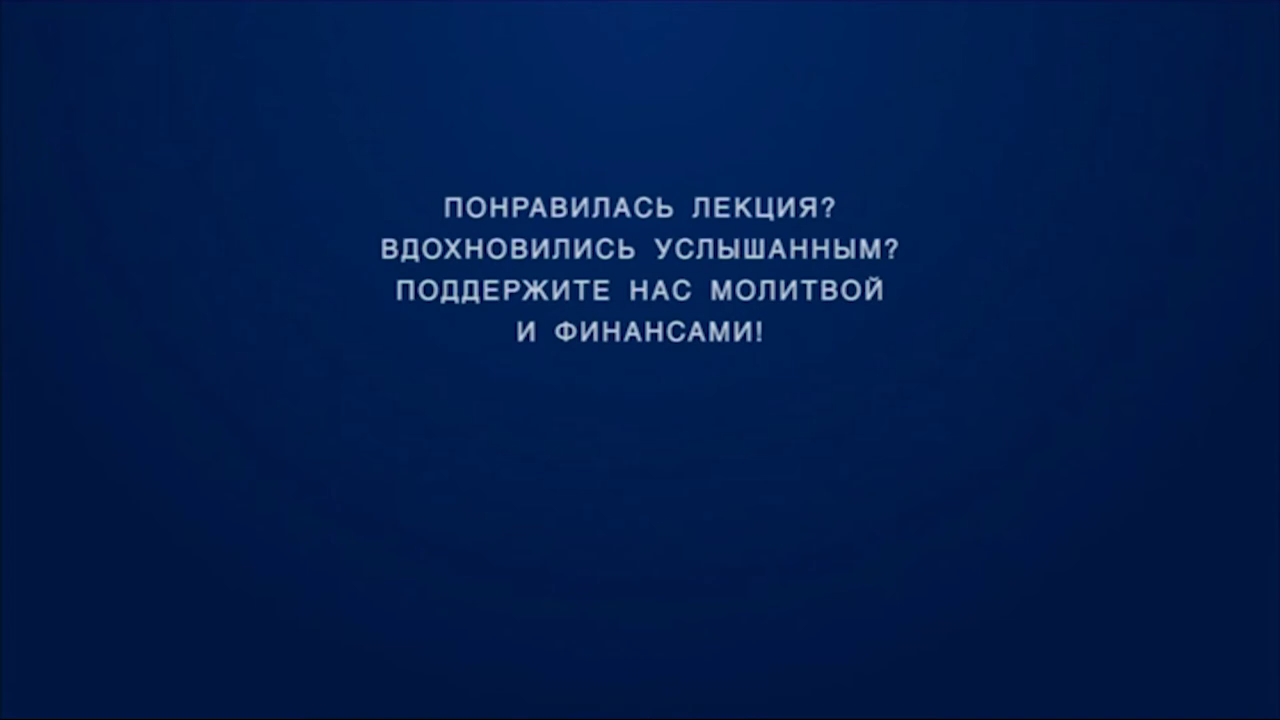 ПОНРАВИЛАСЬ ЛЕКЦИЯ?
ВДОХНОВИЛИСЬ УСЛЫШАННЫМ?
ПОДДЕРЖИТЕ НАС МОЛИТВОЙ
И ФИНАНСАМИ!